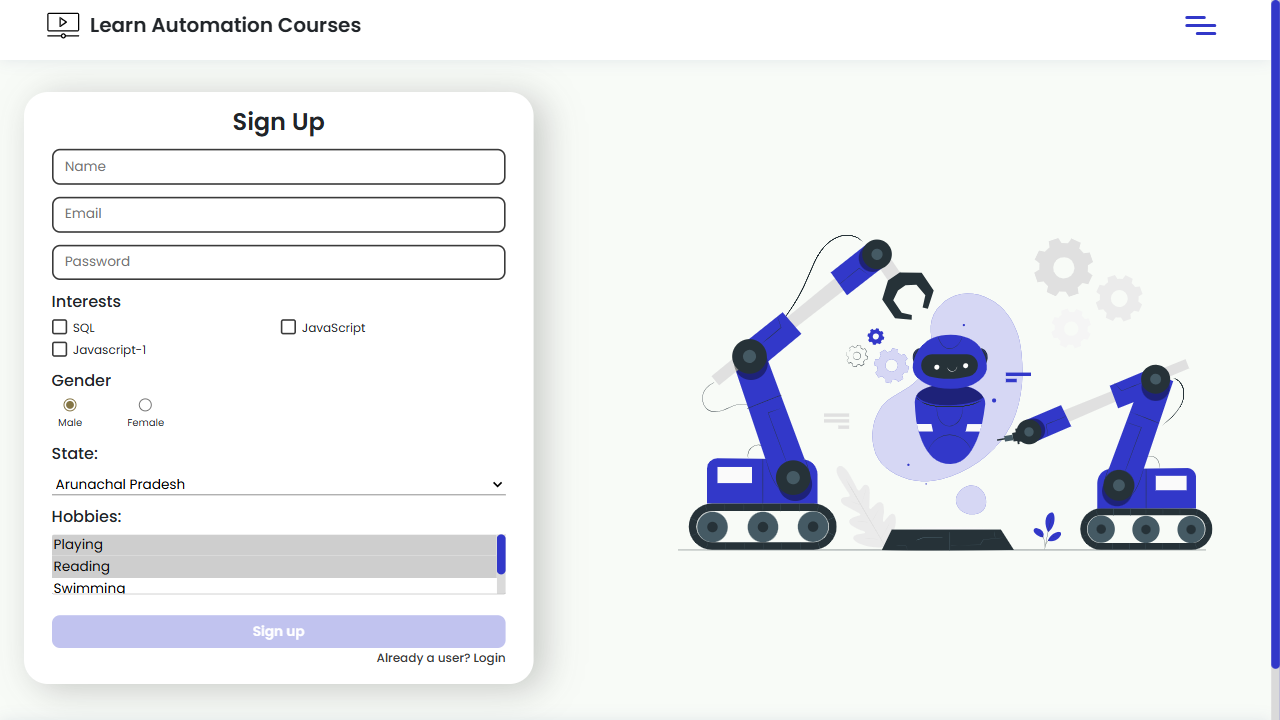 Learn Automation Courses
Sign Up
Name
Email
Password
Interests
SQL JavaScript
Javascript-1
Gender
Male Female
State:
Arunachal Pradesh
Hobbies:
Playing
Reading
Swimming
Sign up
Already a user? Login